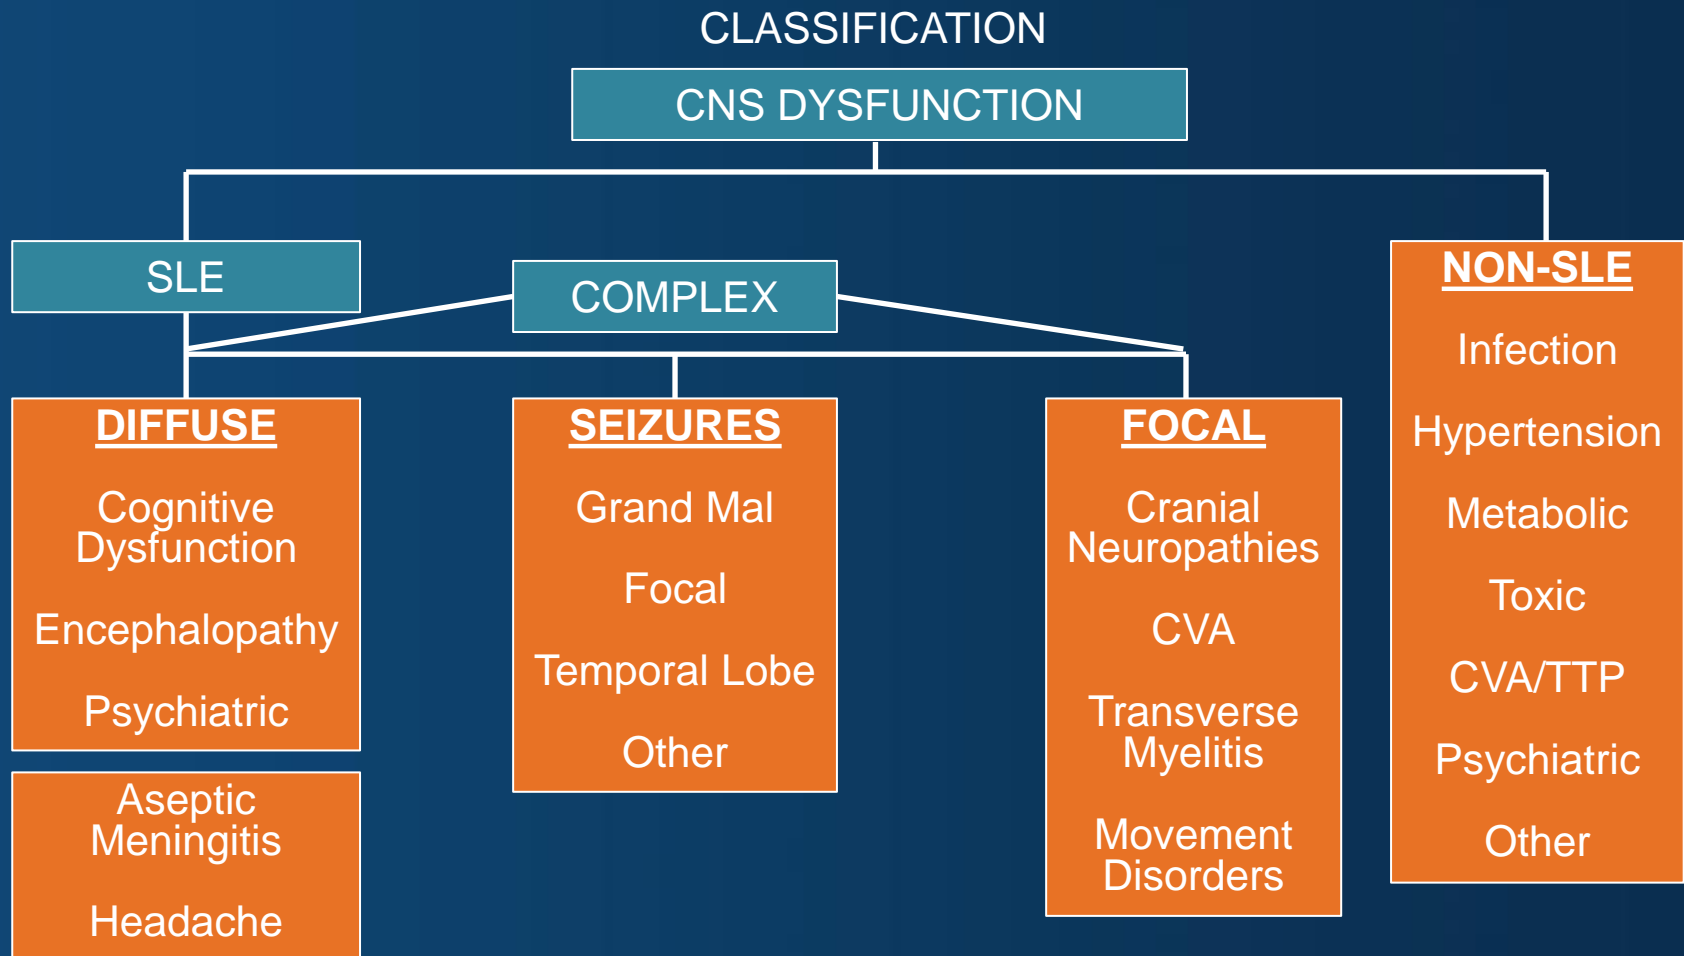 CLASSIFICATION
CNS DYSFUNCTION
SLE
COMPLEX
DIFFUSE
Cognitive
Dysfunction
Encephalopathy
Psychiatric
Aseptic
Meningitis
Headache
SEIZURES
Grand Mal
Focal
Temporal Lobe
Other
FOCAL
Cranial
Neuropathies
CVA
Transverse
Myelitis
Movement
Disorders
NON-SLE
Infection
Hypertension
Metabolic
Toxic
CVA/TTP
Psychiatric
Other